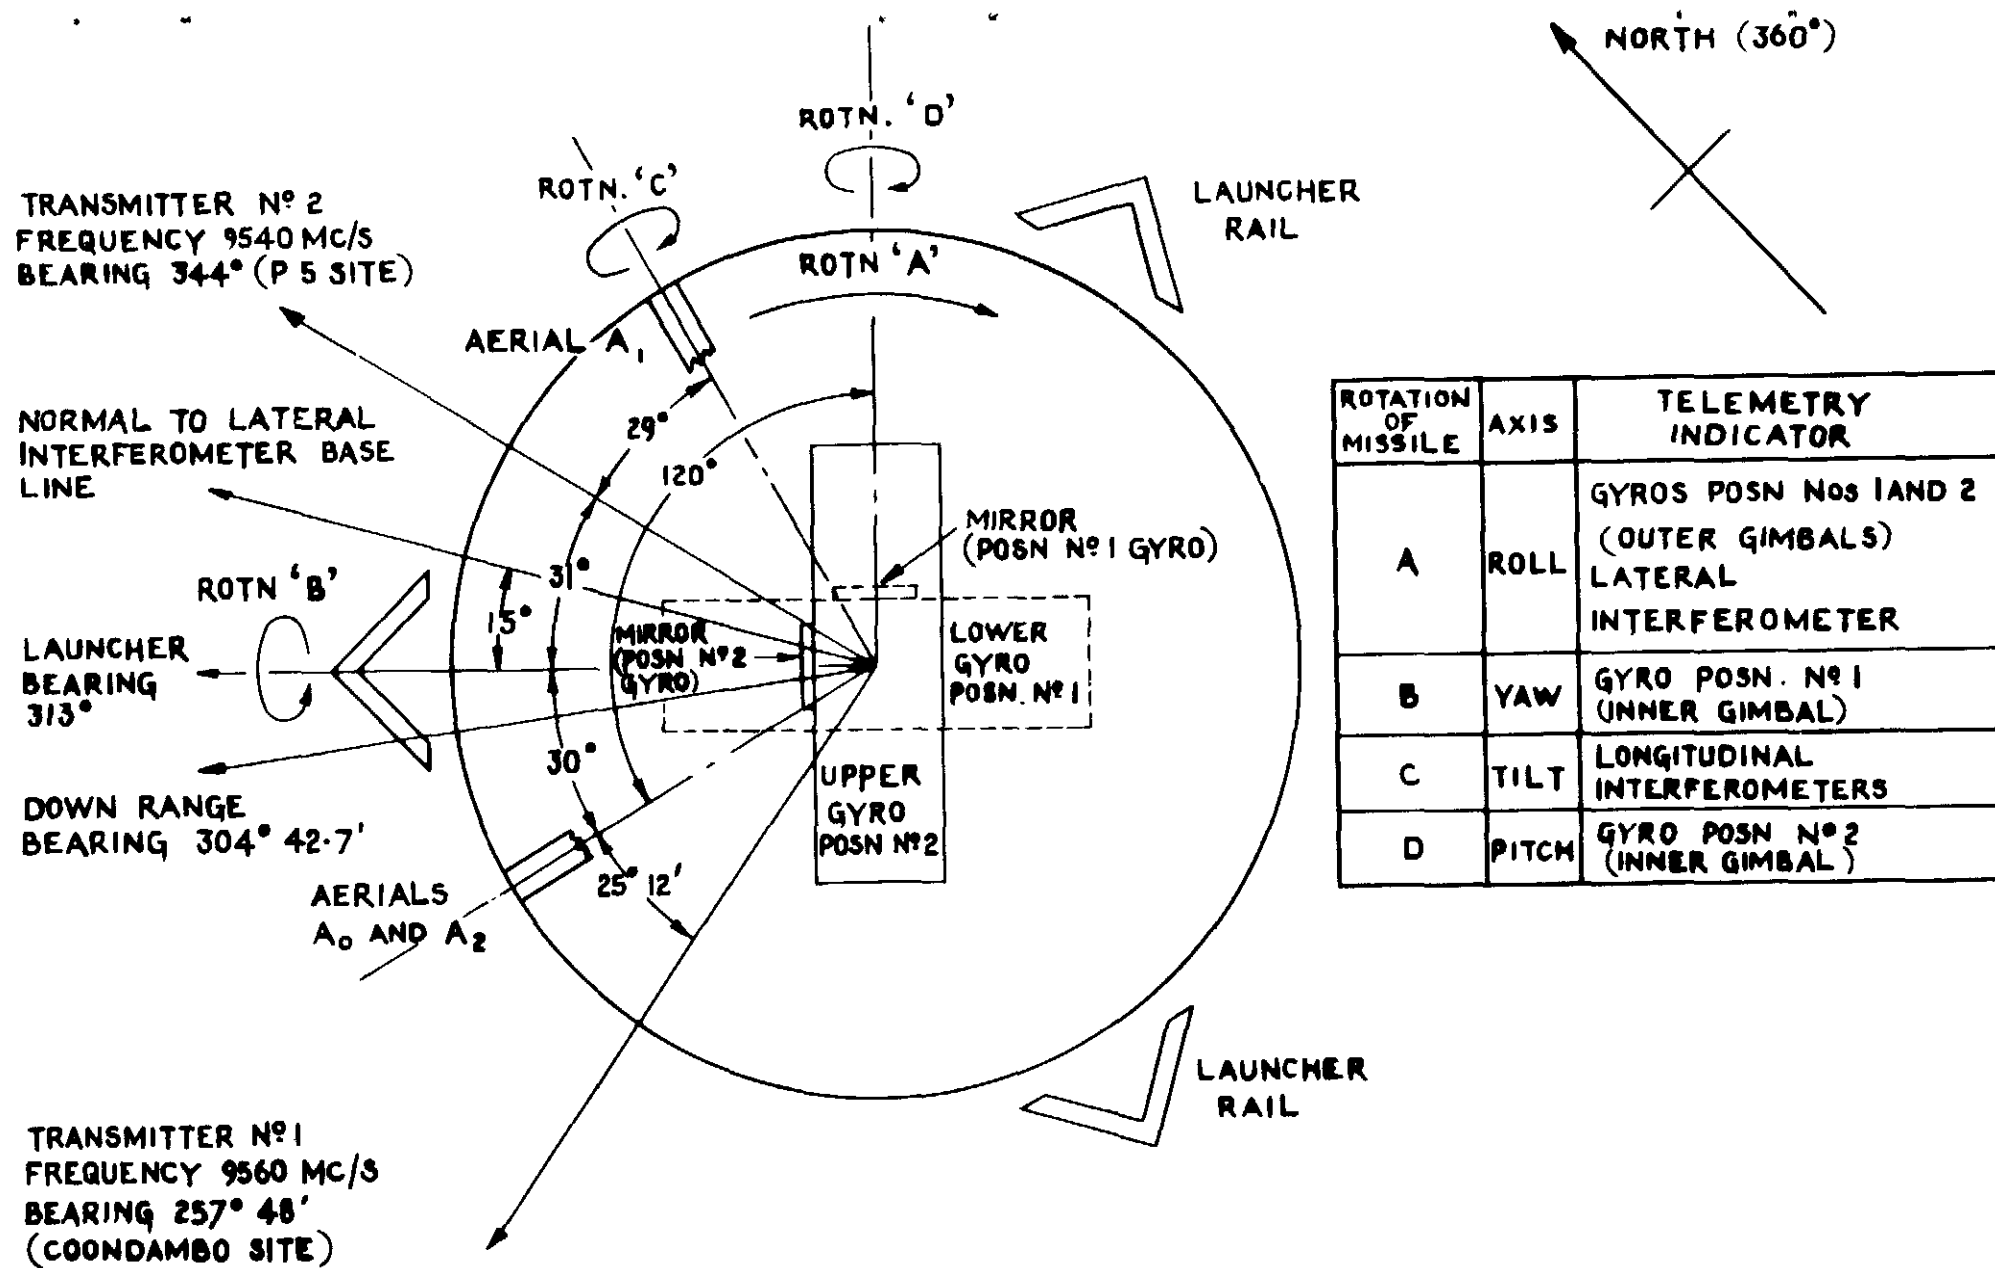 NORTH (360°)
ROTN. 'D'
ROTN. 'C'
LAUNCHER
RAIL
TRANSMITTER Nº 2
FREQUENCY 9540 MC/S
BEARING 344° (P 5 SITE)
ROTN 'A'
AERIAL A₁
NORMAL TO LATERAL
INTERFEROMETER BASE
LINE
29°
120°
MIRROR
(POSN Nº 1 GYRO)
ROTN 'B'
31°
15°
MIRROR
(POSN Nº 2
GYRO)
LOWER
GYRO
POSN. Nº 1
LAUNCHER
BEARING
313°
30°
UPPER
GYRO
POSN Nº 2
DOWN RANGE
BEARING 304° 42·7'
25° 12'
AERIALS
A₀ AND A₂
LAUNCHER
RAIL
TRANSMITTER Nº 1
FREQUENCY 9560 MC/S
BEARING 257° 48'
(COONDAMBO SITE)
ROTATION
OF
MISSILE
AXIS
TELEMETRY
INDICATOR
A
ROLL
GYROS POSN Nos 1 AND 2
(OUTER GIMBALS)
LATERAL
INTERFEROMETER
B
YAW
GYRO POSN. Nº 1
(INNER GIMBAL)
C
TILT
LONGITUDINAL
INTERFEROMETERS
D
PITCH
GYRO POSN Nº 2
(INNER GIMBAL)